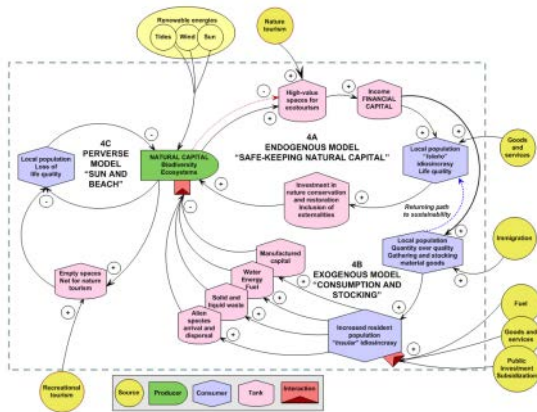 Renewable energies
Tides
Wind
Sun
Nature
tourism
High-value
spaces for
ecotourism
Income
FINANCIAL
CAPITAL
4A
ENDOGENOUS MODEL
"SAFE-KEEPING NATURAL CAPITAL"
Goods and
services
4C
PERVERSE
MODEL
"SUN AND
BEACH"
Local population
Loss of
life quality
NATURAL CAPITAL
Biodiversity
Ecosystems
Local population
idiosincresy
Life quality
Investment in
nature conservation
and restoration
Inclusion of
externalities
Returning path
to sustainability
Local population
Quantity over quality
Gathering and stocking
material goods
Immigration
4B
EXOGENOUS MODEL
"CONSUMPTION AND
STOCKING"
Manufactured
capital
Water
Energy
Fuel
Solid and
liquid waste
Alien
species
arrival and
dispersal
Empty spaces
Not for nature
tourism
Increased resident
population
"Insular" idiosincresy
Fuel
Goods and
services
Public
Investment
Subsidization
Recreational
tourism
Source
Producer
Consumer
Tank
Interaction
+
-